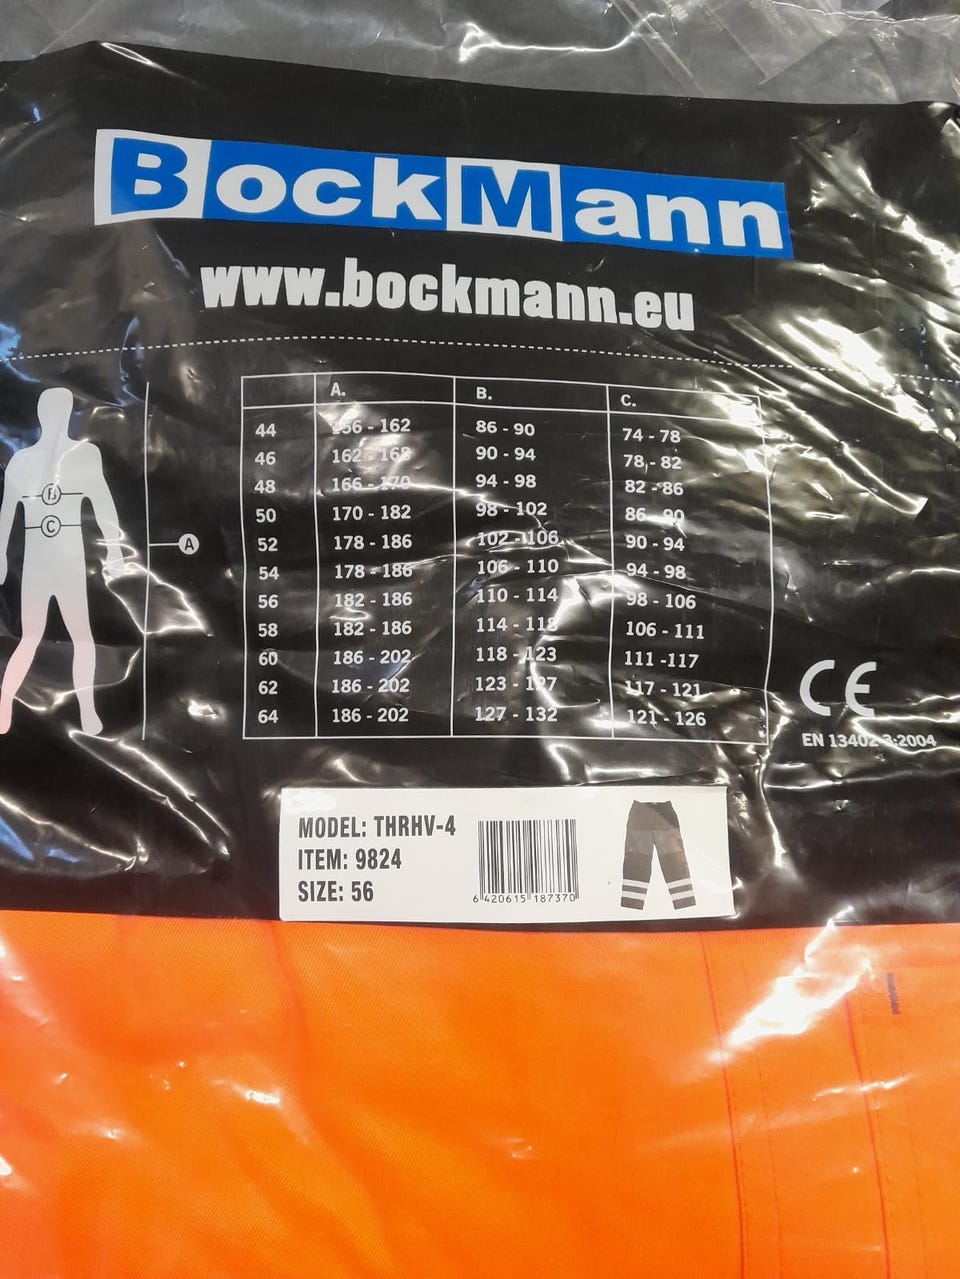 BOCKMANN
www.bockmann.eu
A. B. C.
44 156 - 162 86 - 90 74 - 78
46 162 - 90 - 94 78 - 82
48 166 - 170 94 - 98 82 - 86
50 170 - 182 98 - 102 86 - 90
52 178 - 186 102 - 106 90 - 94
54 178 - 186 106 - 110 94 - 98
56 182 - 186 110 - 114 98 - 106
58 182 - 186 114 - 118 106 - 111
60 186 - 202 118 - 123 111 -117
62 186 - 202 123 - 127 117 - 121
64 186 - 202 127 - 132 121 - 126
C
A
CE
EN 13402-3:2004
MODEL: THRHV-4
ITEM: 9824
SIZE: 56
6 420615 187370